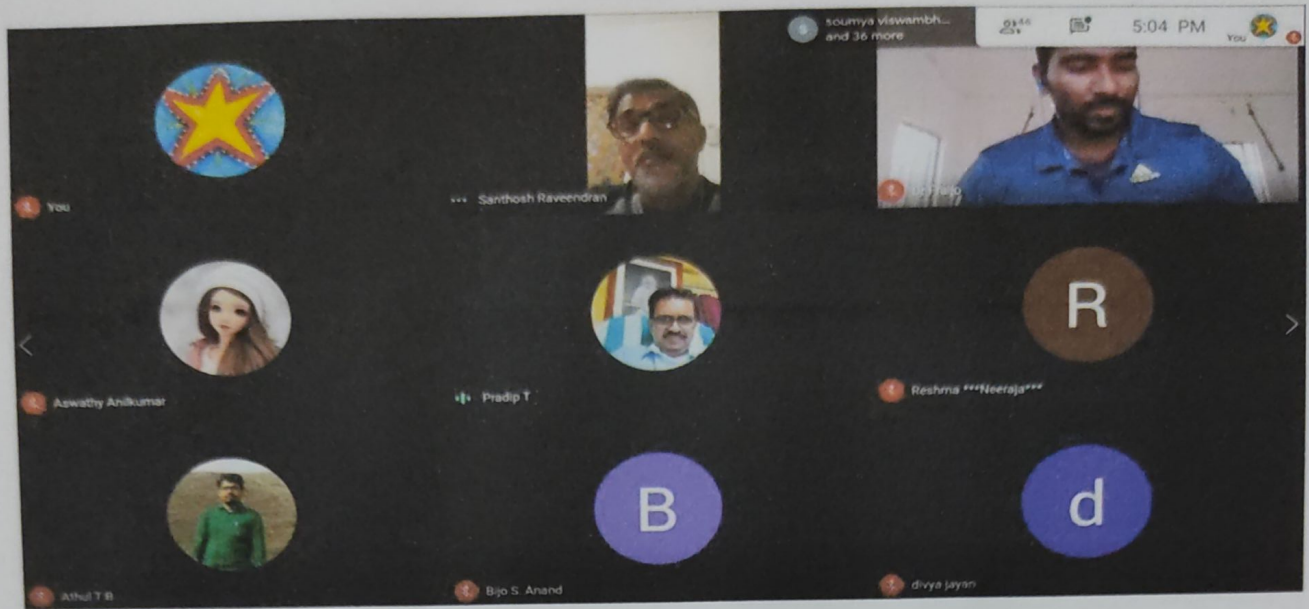 soumya viswambh...
and 36 more
46
5:04 PM
You
You
Santhosh Raveendran
Aswathy Anilkumar
Pradip T
R
Reshma ***Neeraja***
Athul T B
B
Bijo S. Anand
d
divya jayan